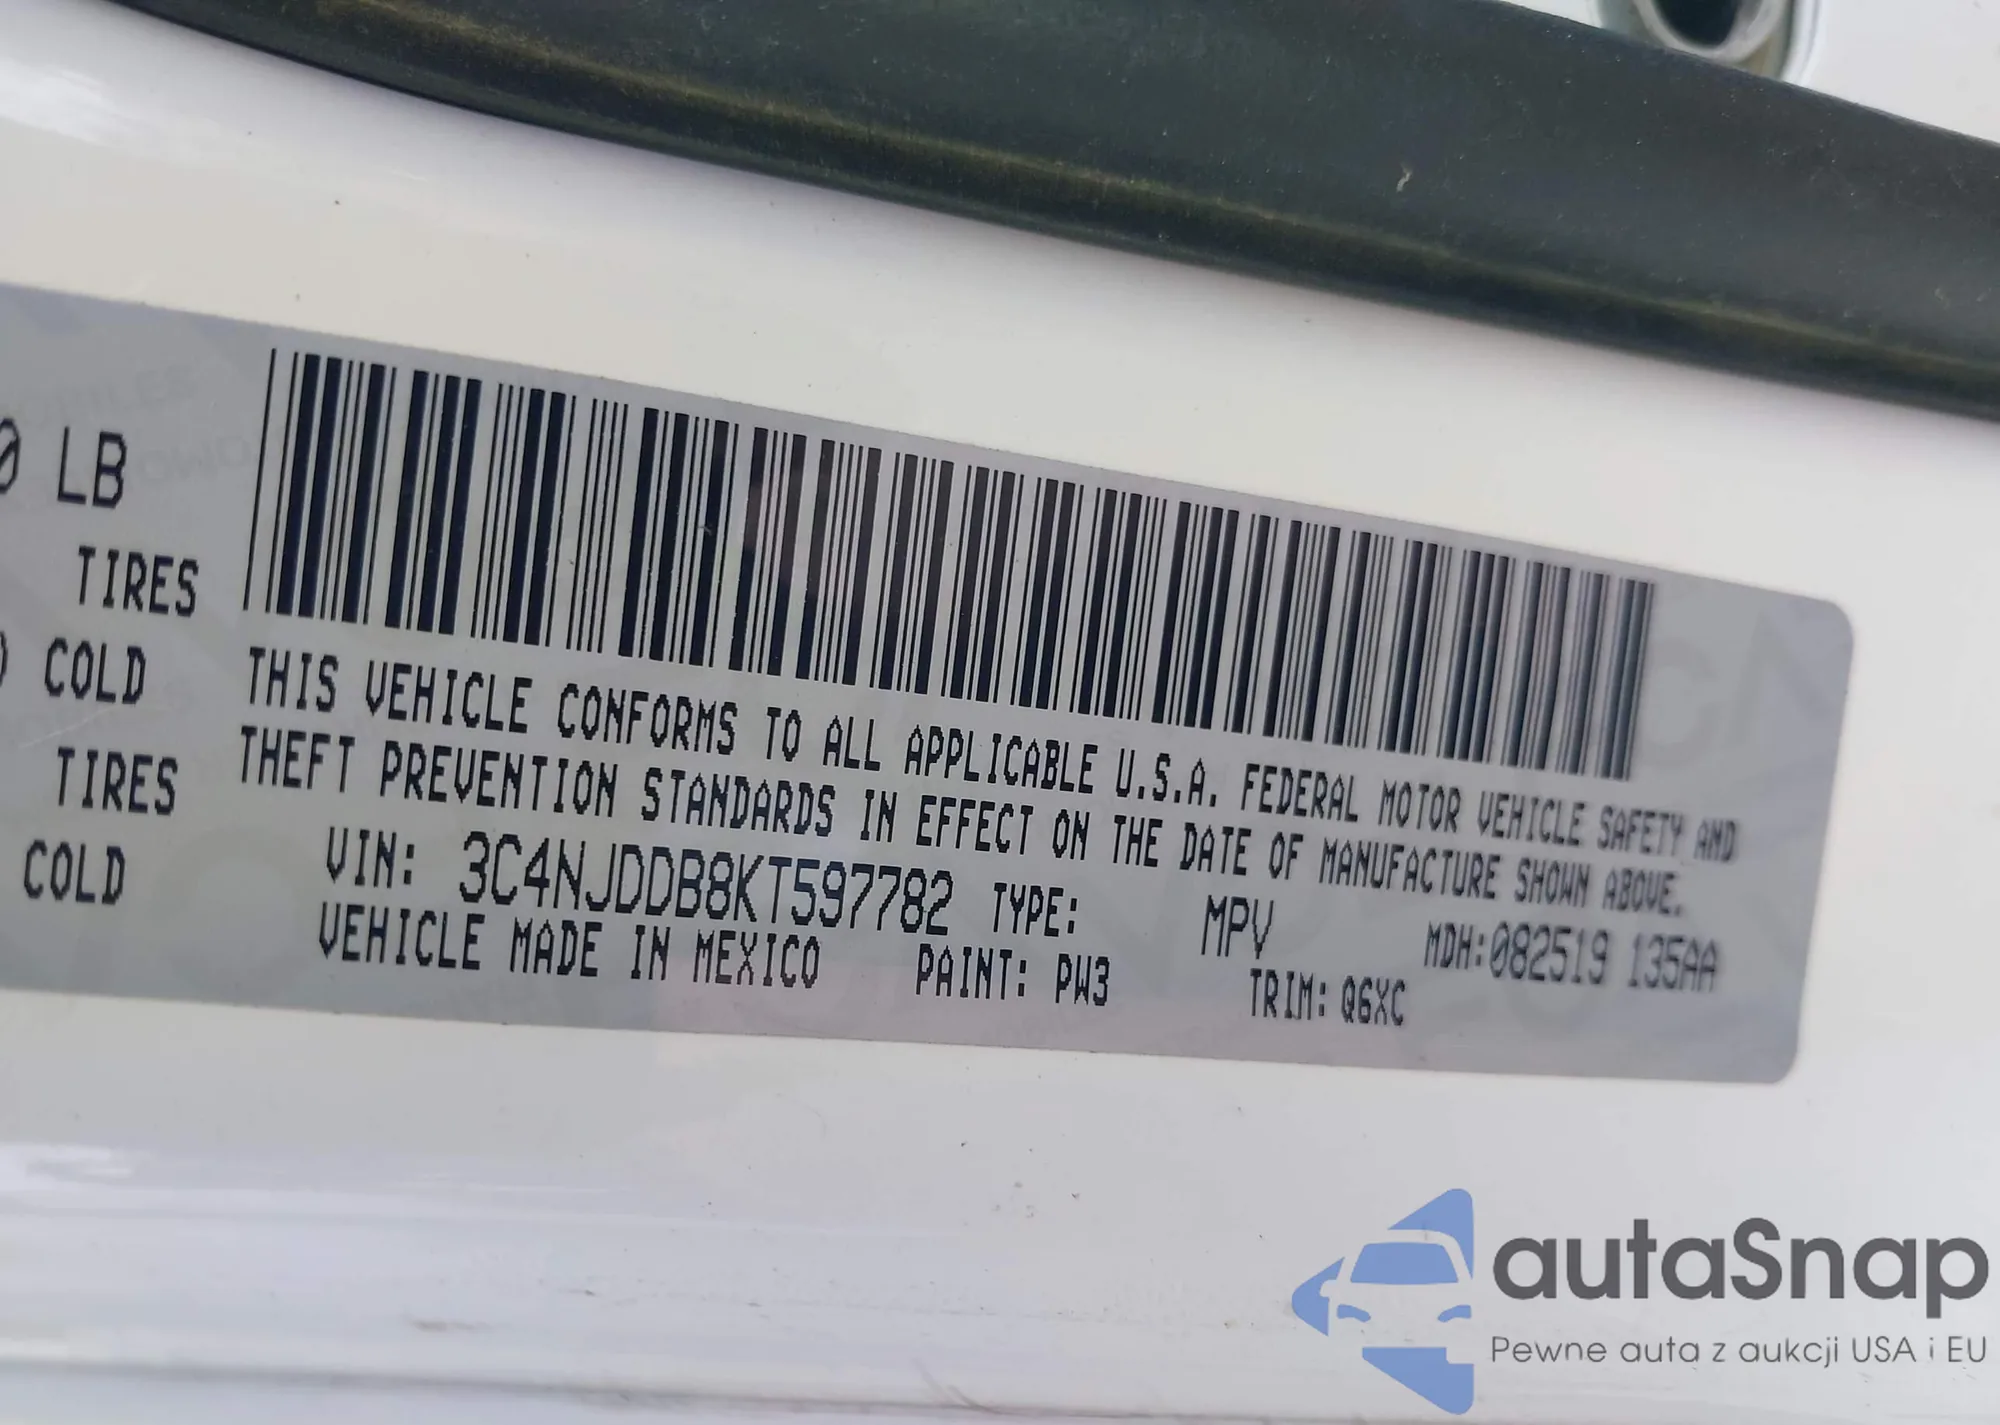 0 LB
TIRES
COLD
TIRES
COLD
THIS VEHICLE CONFORMS TO ALL APPLICABLE U.S.A. FEDERAL MOTOR VEHICLE SAFETY AND
THEFT PREVENTION STANDARDS IN EFFECT ON THE DATE OF MANUFACTURE SHOWN ABOVE.
VIN: 3C4NJDDB8KT597782 TYPE: MPV MDH:082519 135AA
VEHICLE MADE IN MEXICO PAINT: PW3 TRIM: Q6XC
autaSnap
Pewne auta z aukcji USA i EU